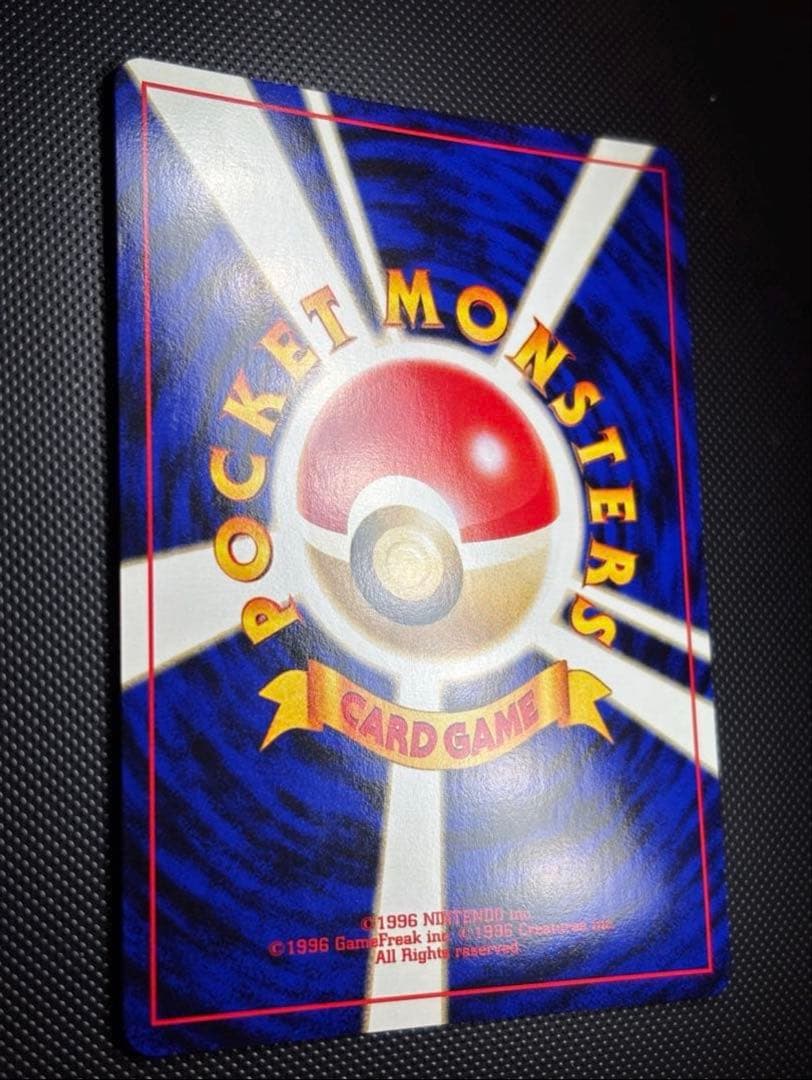 POCKET MONSTERS
CARD GAME
©1996 NINTENDO inc.
©1996 GameFreak inc. ©1996 Creatures inc.
All Rights reserved.